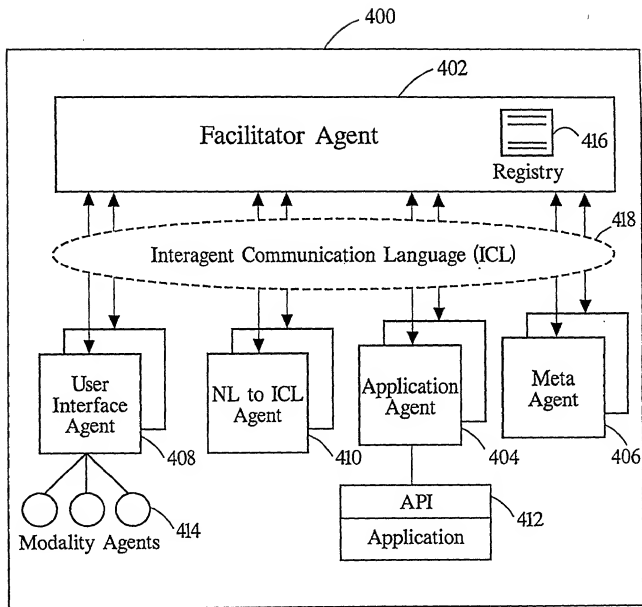 400
402
Facilitator Agent
416
Registry
418
Interagent Communication Language (ICL)
User
Interface
Agent
408
NL to ICL
Agent
410
Application
Agent
404
Meta
Agent
406
414
Modality Agents
API
Application
412